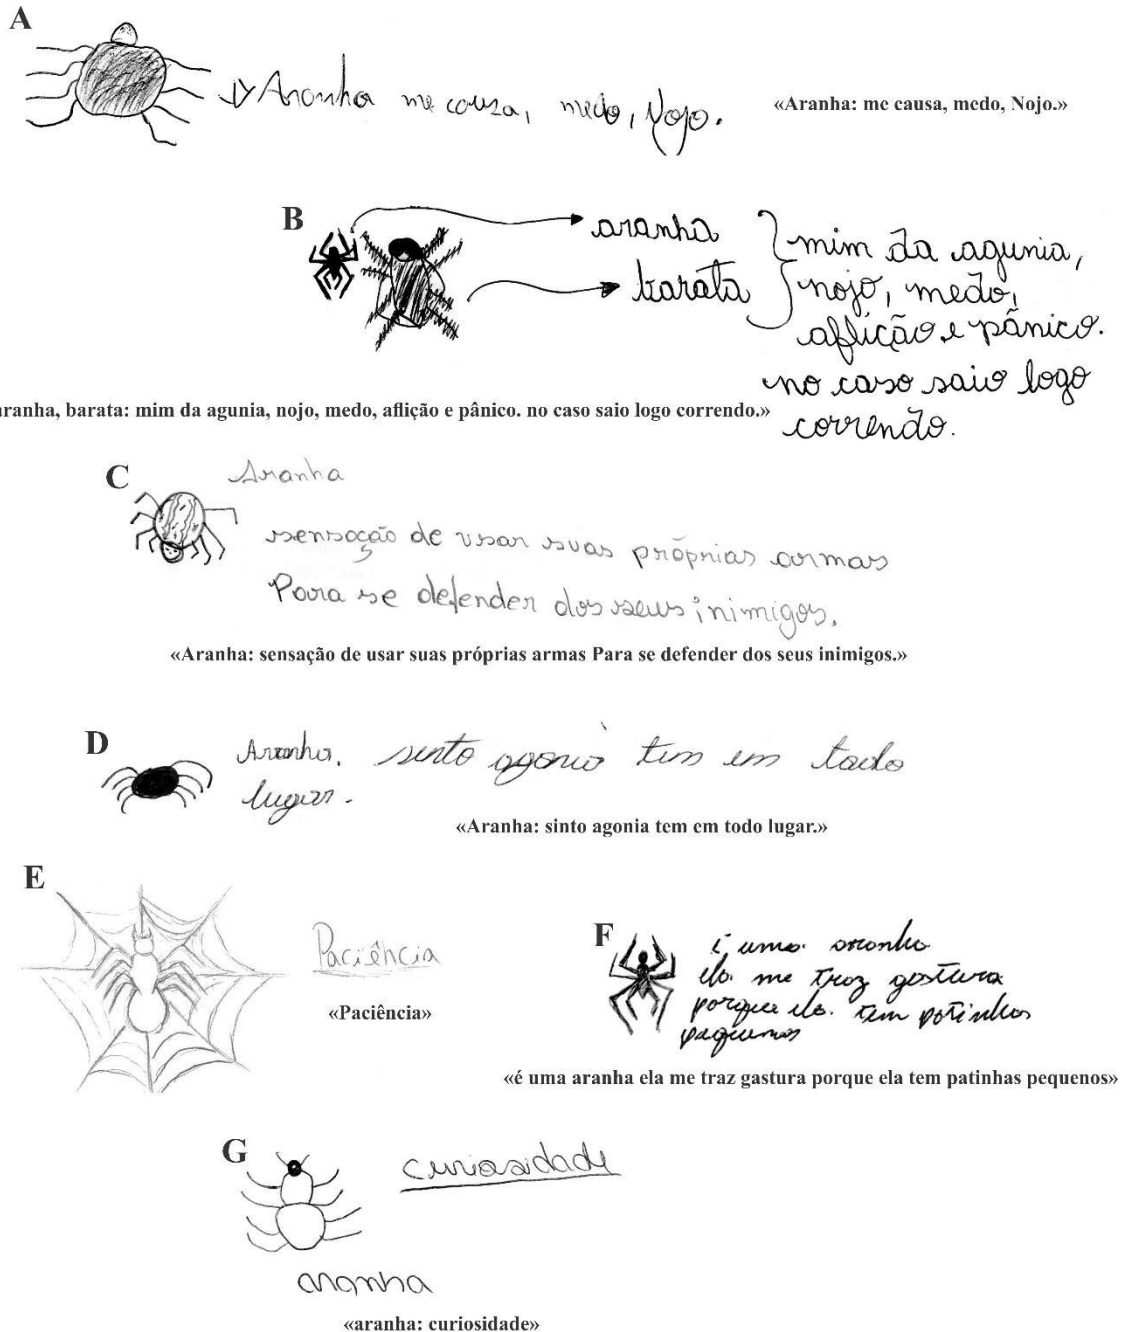 A
Aranha me couza, medo, Nojo.
«Aranha: me causa, medo, Nojo.»
B
aranha
barata
mim da agunia,
nojo, medo,
aflição e pânico.
no caso saio logo
correndo.
aranha, barata: mim da agunia, nojo, medo, aflição e pânico. no caso saio logo correndo.»
C
Aranha
sensação de usar suas próprias armas
Para se defender dos seus inimigos.
«Aranha: sensação de usar suas próprias armas Para se defender dos seus inimigos.»
D
Aranha. sinto agonia tem em todo
lugar.
«Aranha: sinto agonia tem em todo lugar.»
E
Paciência
«Paciência»
F
é uma aranha
ela me traz gastura
porque ela tem patinhas
pequenos
«é uma aranha ela me traz gastura porque ela tem patinhas pequenos»
G
curiosidade
aranha
«aranha: curiosidade»